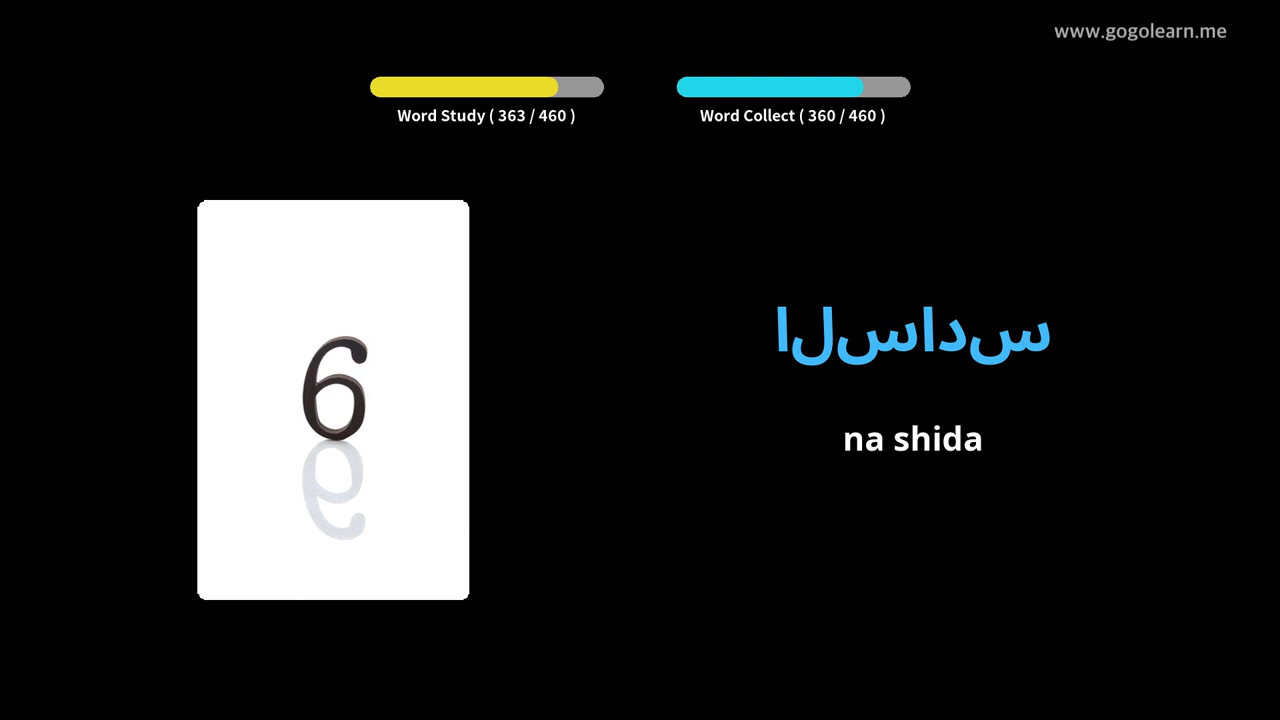 www.gogolearn.me
Word Study ( 363 / 460 )
Word Collect ( 360 / 460 )
6
السادس
na shida